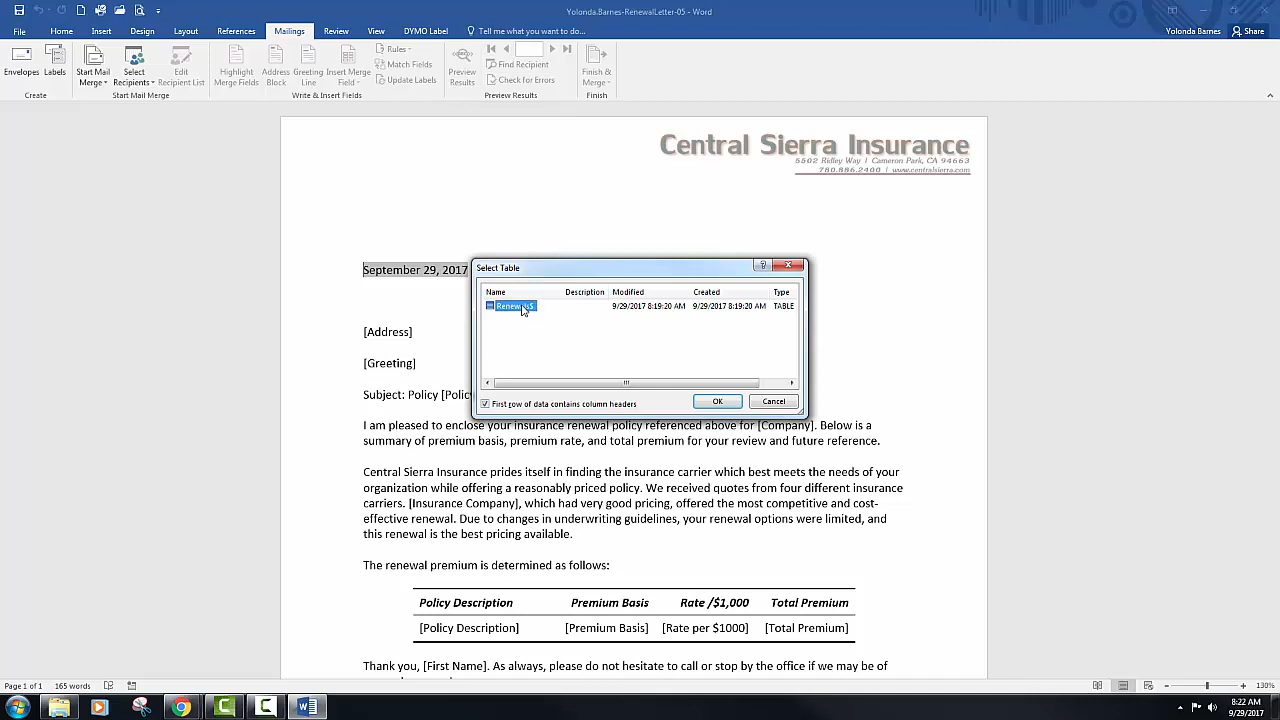 Yolonda.Barnes-RenewalLetter-05 - Word
File Home Insert Design Layout References Mailings Review View DYMO Label Tell me what you want to do... Yolonda Barnes Share
Envelopes Labels
Create
Start Mail Merge Select Recipients Edit Recipient List
Start Mail Merge
Highlight Merge Fields Address Block Greeting Line Insert Merge Field
Rules
Match Fields
Update Labels
Write & Insert Fields
Preview Results
Find Recipient
Check for Errors
Preview Results
Finish & Merge
Finish
Central Sierra Insurance
5502 Ridley Way | Cameron Park, CA 94663
780.886.2400 | www.centralsierra.com
September 29, 2017
Select Table
Name Description Modified Created Type
Renewals$ 9/29/2017 8:19:20 AM 9/29/2017 8:19:20 AM TABLE
First row of data contains column headers OK Cancel
[Address]
[Greeting]
Subject: Policy [Polic
I am pleased to enclose your insurance renewal policy referenced above for [Company]. Below is a
summary of premium basis, premium rate, and total premium for your review and future reference.
Central Sierra Insurance prides itself in finding the insurance carrier which best meets the needs of your
organization while offering a reasonably priced policy. We received quotes from four different insurance
carriers. [Insurance Company], which had very good pricing, offered the most competitive and cost-
effective renewal. Due to changes in underwriting guidelines, your renewal options were limited, and
this renewal is the best pricing available.
The renewal premium is determined as follows:
Policy Description Premium Basis Rate /$1,000 Total Premium
[Policy Description] [Premium Basis] [Rate per $1000] [Total Premium]
Thank you, [First Name]. As always, please do not hesitate to call or stop by the office if we may be of
Page 1 of 1 165 words 130%
8:22 AM
9/29/2017